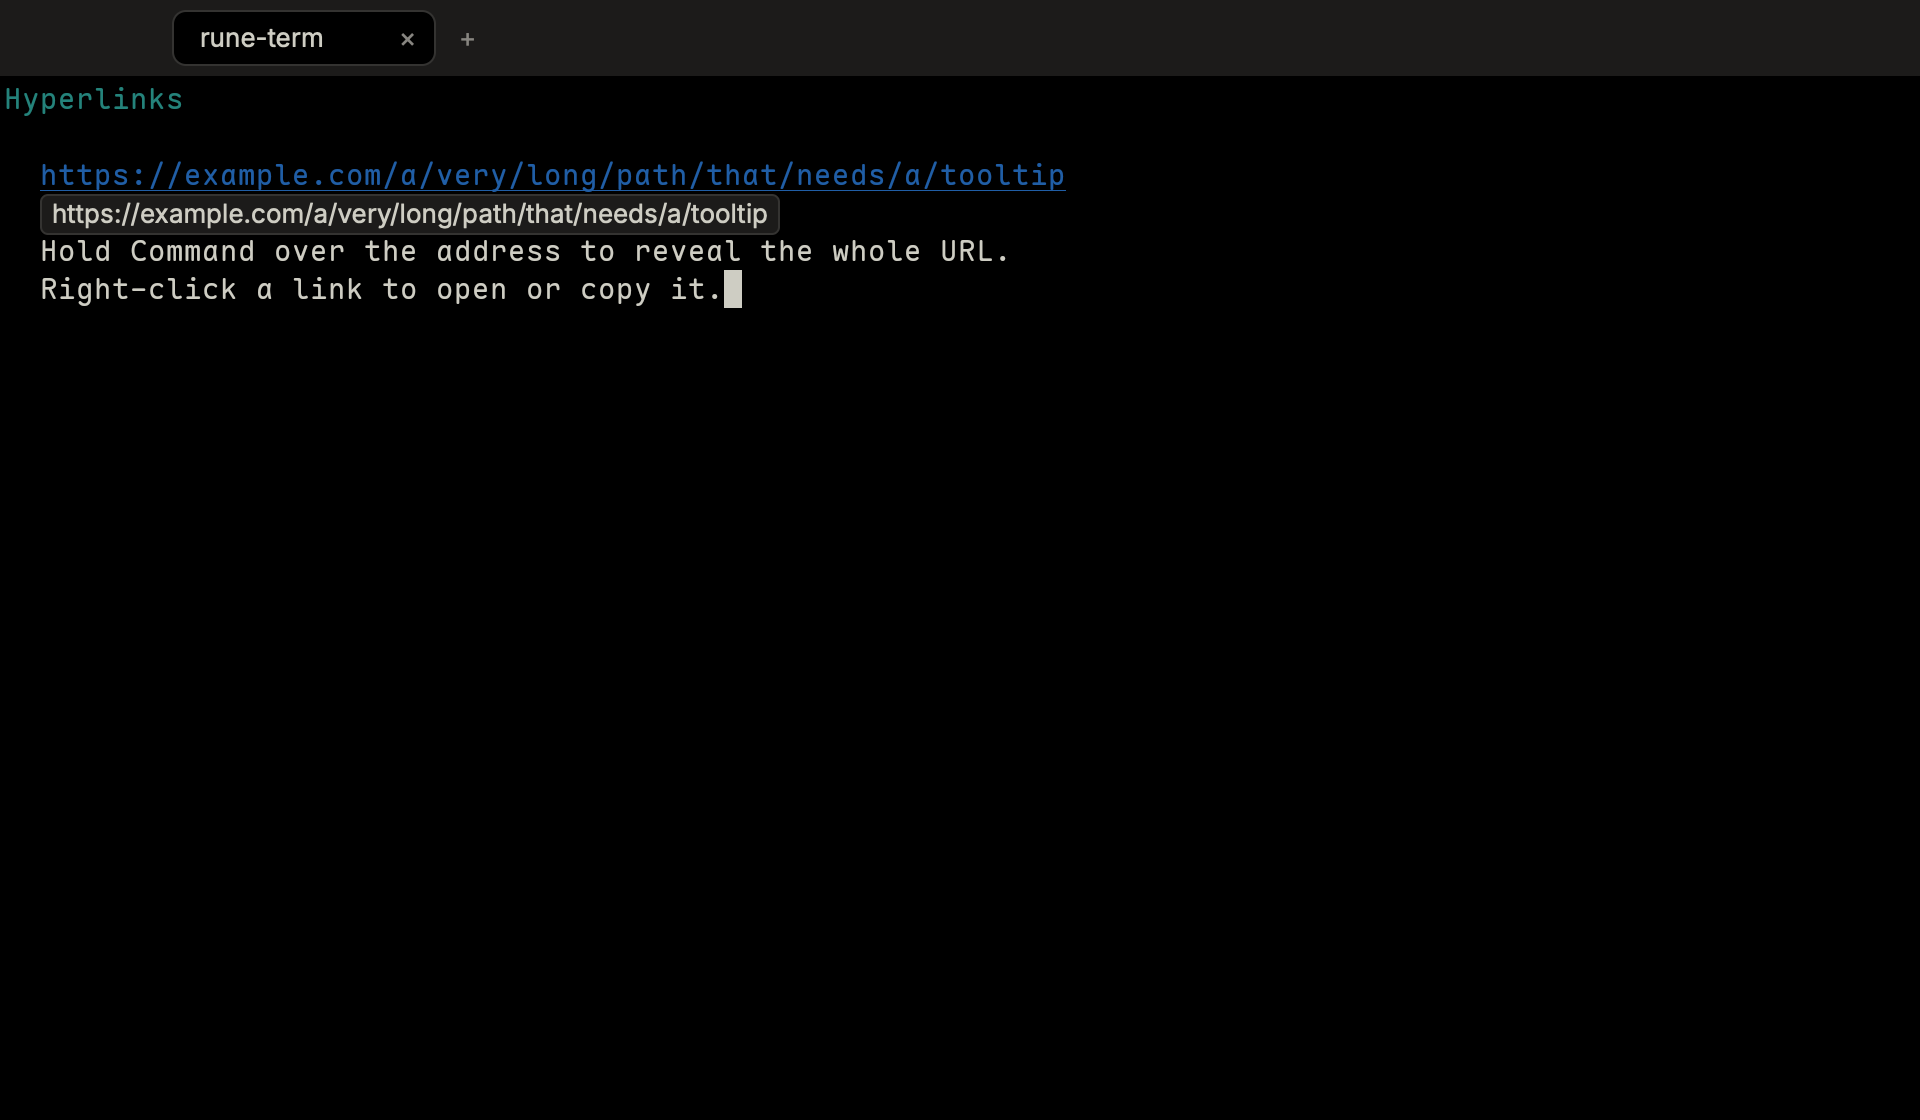 rune-term × +
Hyperlinks
https://example.com/a/very/long/path/that/needs/a/tooltip
https://example.com/a/very/long/path/that/needs/a/tooltip
Hold Command over the address to reveal the whole URL.
Right-click a link to open or copy it.